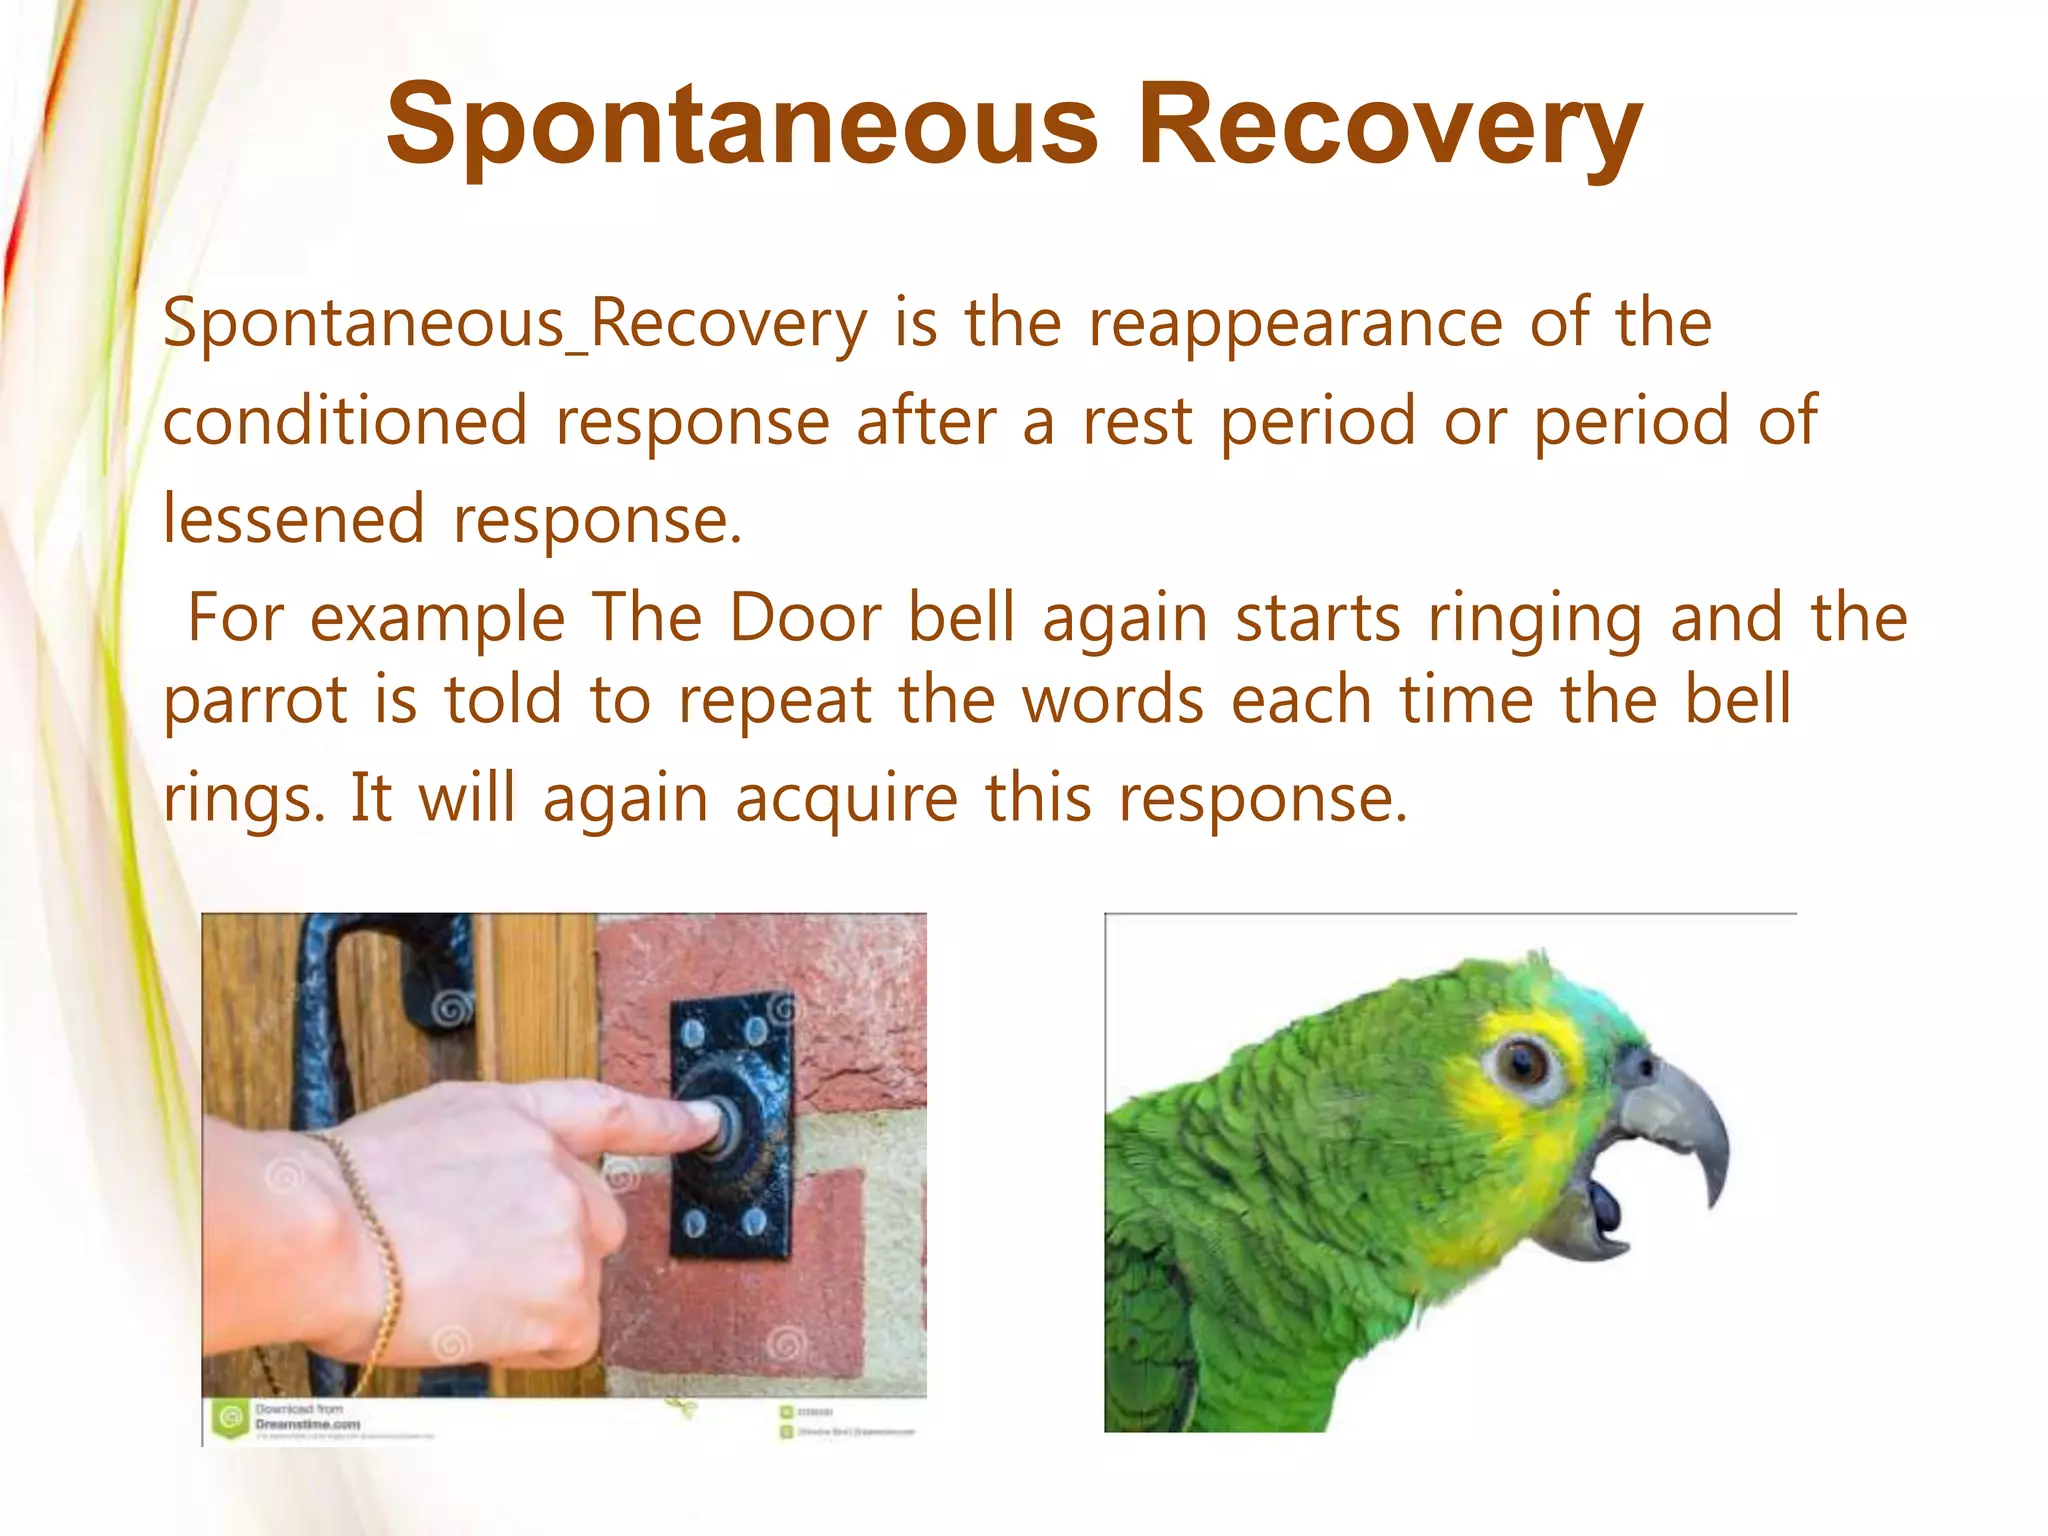 Spontaneous Recovery
Spontaneous_Recovery is the reappearance of the
conditioned response after a rest period or period of
lessened response.
For example The Door bell again starts ringing and the
parrot is told to repeat the words each time the bell
rings. It will again acquire this response.
Download from
Dreamstime.com